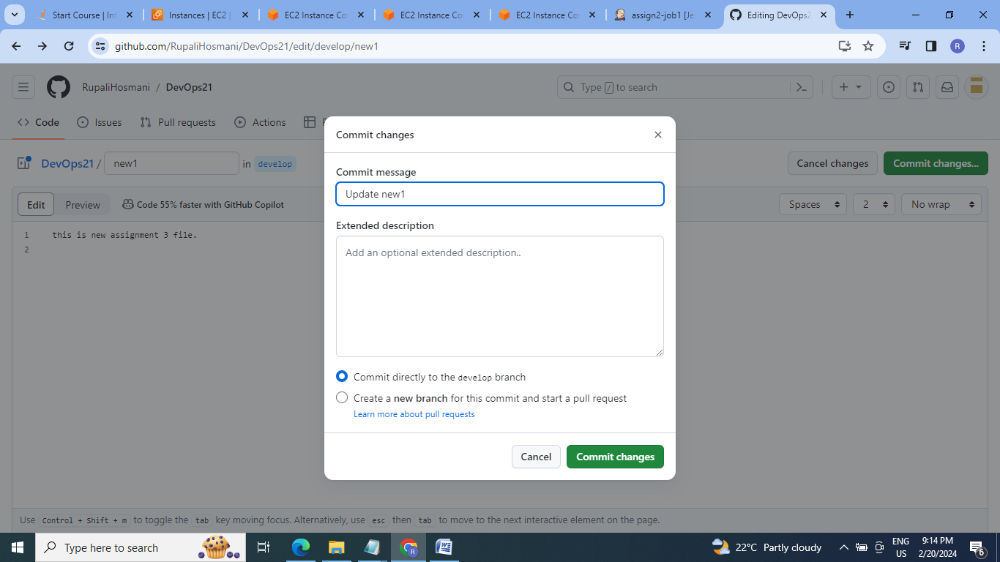 Start Course | Int
Instances | EC2 |
EC2 Instance Co
EC2 Instance Co
EC2 Instance Co
assign2-job1 [Je
Editing DevOps2
github.com/RupaliHosmani/DevOps21/edit/develop/new1
R
RupaliHosmani / DevOps21
Type / to search
Code
Issues
Pull requests
Actions
DevOps21 / new1 in develop
Cancel changes
Commit changes...
Edit
Preview
Code 55% faster with GitHub Copilot
Spaces
2
No wrap
1 this is new assignment 3 file.
2
Commit changes
Commit message
Update new1
Extended description
Add an optional extended description..
Commit directly to the develop branch
Create a new branch for this commit and start a pull request
Learn more about pull requests
Cancel
Commit changes
Use Control + Shift + m to toggle the tab key moving focus. Alternatively, use esc then tab to move to the next interactive element on the page.
Type here to search
22°C Partly cloudy
ENG
US
9:14 PM
2/20/2024
6